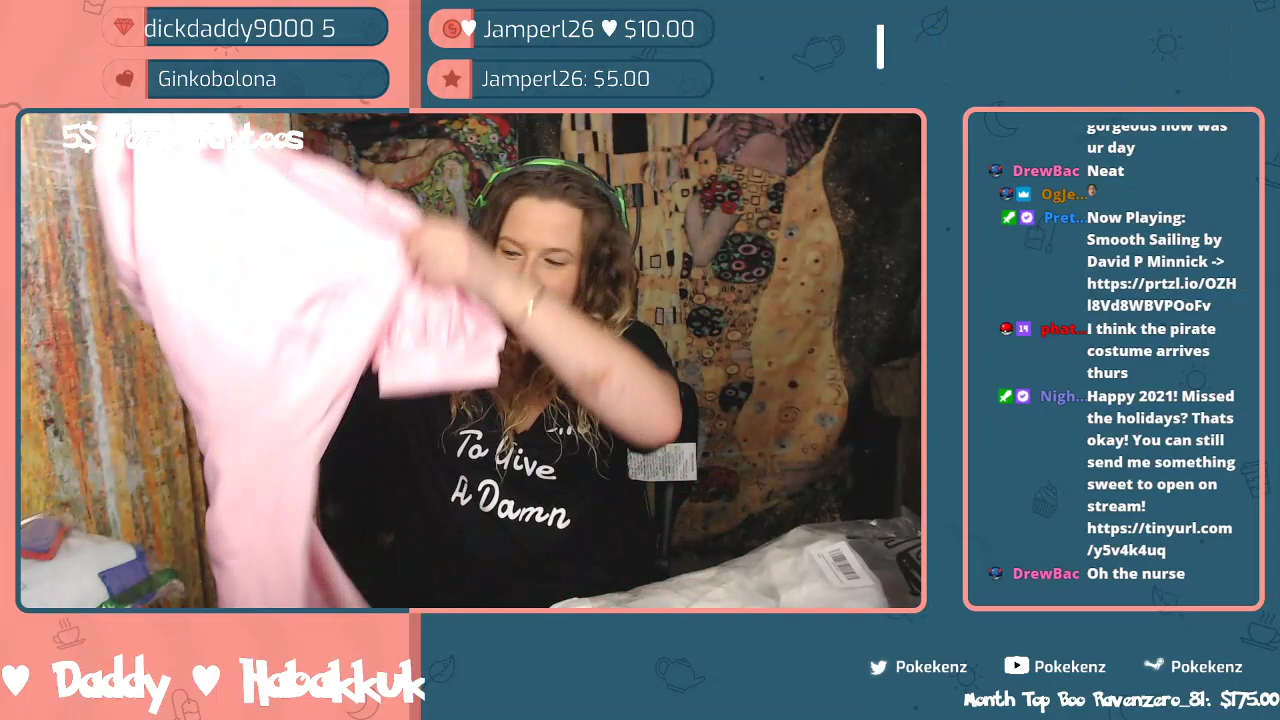 dickdaddy9000 5
♥ Jamperl26 ♥ $10.00
Ginkobolona
Jamperl26: $5.00
5$
gorgeous how was
ur day
DrewBac Neat
OgJe...
Pret... Now Playing:
Smooth Sailing by
David P Minnick ->
https://prtzl.io/OZH
l8Vd8WBVPOoFv
phat... I think the pirate
costume arrives
thurs
Nigh... Happy 2021! Missed
the holidays? Thats
okay! You can still
send me something
sweet to open on
stream!
https://tinyurl.com
/y5v4k4uq
DrewBac Oh the nurse
...
To Give
A Damn
♥ Daddy ♥ Habakkuk
Pokekenz Pokekenz Pokekenz
Month Top Boo Ravenzero_81: $175.00